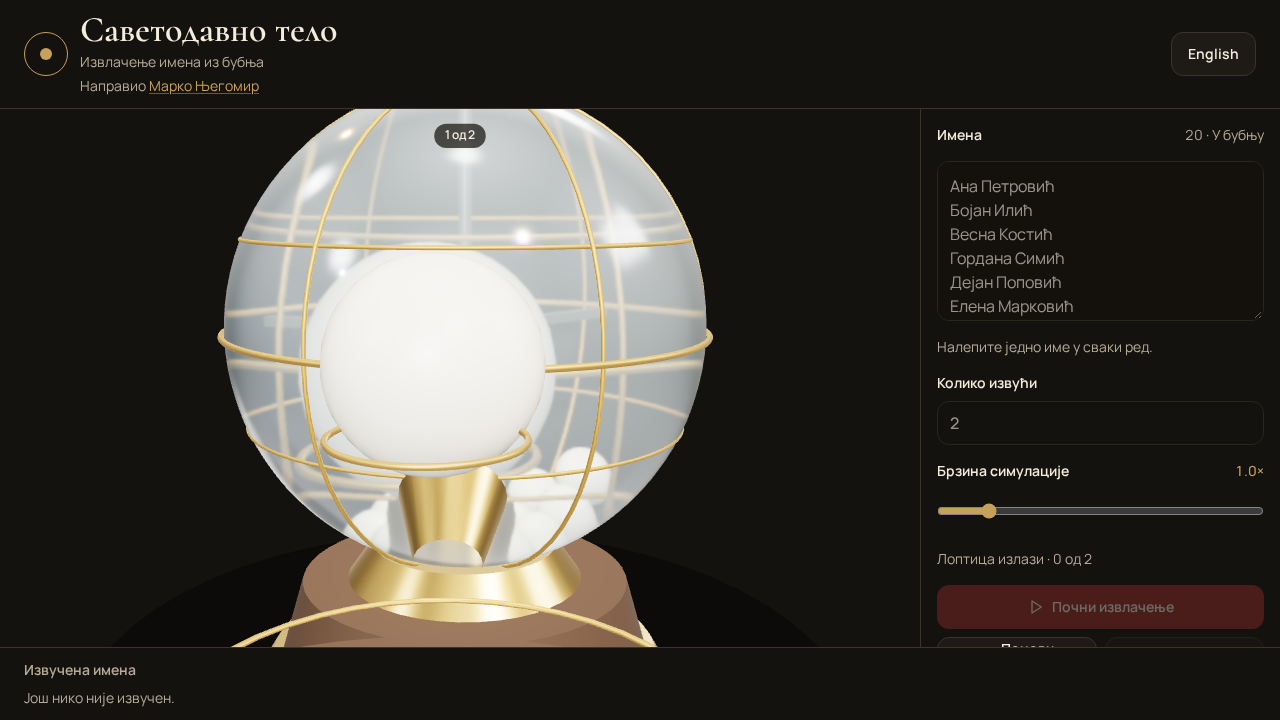 Саветодавно тело
Извлачење имена из бубња
Направио Марко Његомир
English
1 од 2
Имена
20 · У бубњу
Ана Петровић
Бојан Илић
Весна Костић
Гордана Симић
Дејан Поповић
Елена Марковић
Налепите једно име у сваки ред.
Колико извући
2
Брзина симулације
1.0×
Лоптица излази · 0 од 2
Почни извлачење
Извучена имена
Још нико није извучен.